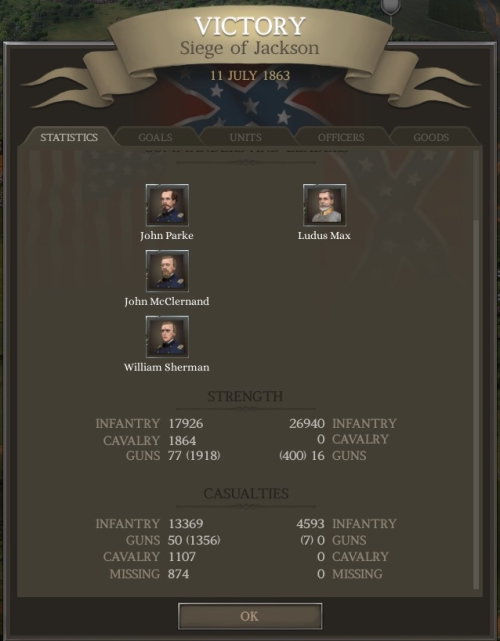 VICTORY
Siege of Jackson
11 JULY 1863
STATISTICS GOALS UNITS OFFICERS GOODS
John Parke Ludus Max
John McClernand
William Sherman
STRENGTH
INFANTRY 17926 26940 INFANTRY
CAVALRY 1864 0 CAVALRY
GUNS 77 (1918) (400) 16 GUNS
CASUALTIES
INFANTRY 13369 4593 INFANTRY
GUNS 50 (1356) (7) 0 GUNS
CAVALRY 1107 0 CAVALRY
MISSING 874 0 MISSING
OK